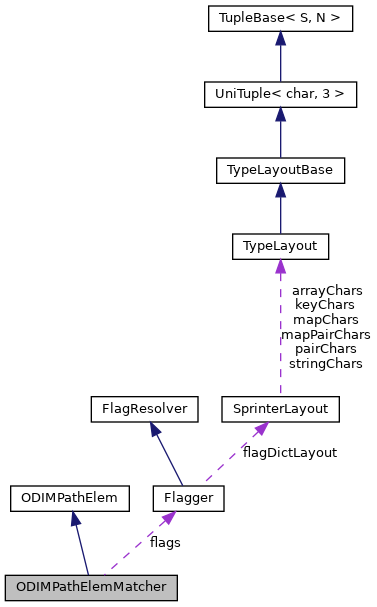 TupleBase< S, N >
UniTuple< char, 3 >
TypeLayoutBase
TypeLayout
arrayChars
keyChars
mapChars
mapPairChars
pairChars
stringChars
FlagResolver
SprinterLayout
flagDictLayout
ODIMPathElem
Flagger
flags
ODIMPathElemMatcher